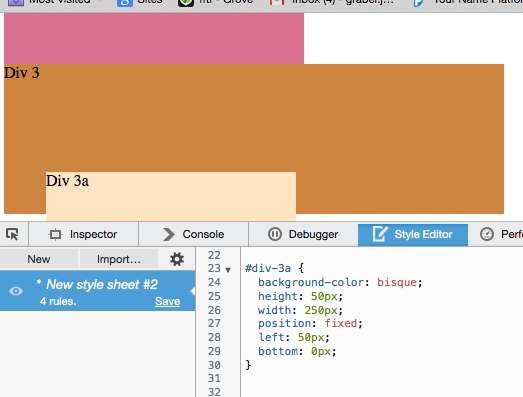 Most Visited
Sites
- Grove
Inbox (4) - graber.j...
Your Name Platfo
Div 3
Div 3a
Inspector
Console
Debugger
Style Editor
Perf
New
Import...
* New style sheet #2
4 rules.
Save
22
23 #div-3a {
24 background-color: bisque;
25 height: 50px;
26 width: 250px;
27 position: fixed;
28 left: 50px;
29 bottom: 0px;
30 }
31
32